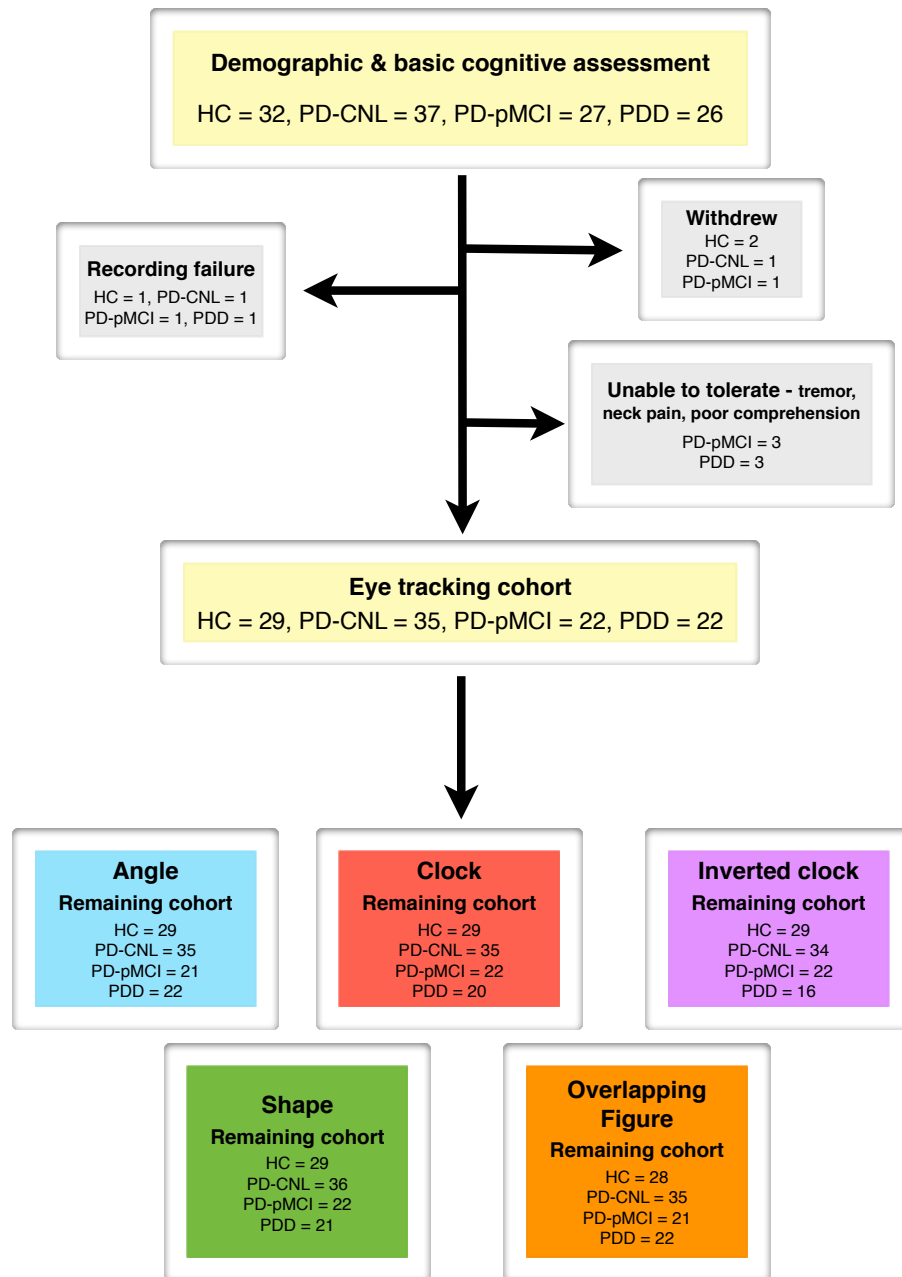 Demographic & basic cognitive assessment
HC = 32, PD-CNL = 37, PD-pMCI = 27, PDD = 26
Withdrew
HC = 2
PD-CNL = 1
PD-pMCI = 1
Recording failure
HC = 1, PD-CNL = 1
PD-pMCI = 1, PDD = 1
Unable to tolerate - tremor,
neck pain, poor comprehension
PD-pMCI = 3
PDD = 3
Eye tracking cohort
HC = 29, PD-CNL = 35, PD-pMCI = 22, PDD = 22
Angle
Remaining cohort
HC = 29
PD-CNL = 35
PD-pMCI = 21
PDD = 22
Clock
Remaining cohort
HC = 29
PD-CNL = 35
PD-pMCI = 22
PDD = 20
Inverted clock
Remaining cohort
HC = 29
PD-CNL = 34
PD-pMCI = 22
PDD = 16
Shape
Remaining cohort
HC = 29
PD-CNL = 36
PD-pMCI = 22
PDD = 21
Overlapping
Figure
Remaining cohort
HC = 28
PD-CNL = 35
PD-pMCI = 21
PDD = 22